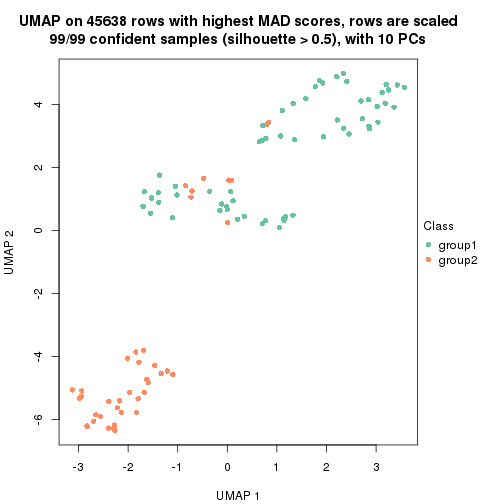 UMAP on 45638 rows with highest MAD scores, rows are scaled
99/99 confident samples (silhouette > 0.5), with 10 PCs
4
2
0
-2
-4
-6
UMAP 2
-3
-2
-1
0
1
2
3
UMAP 1
Class
group1
group2